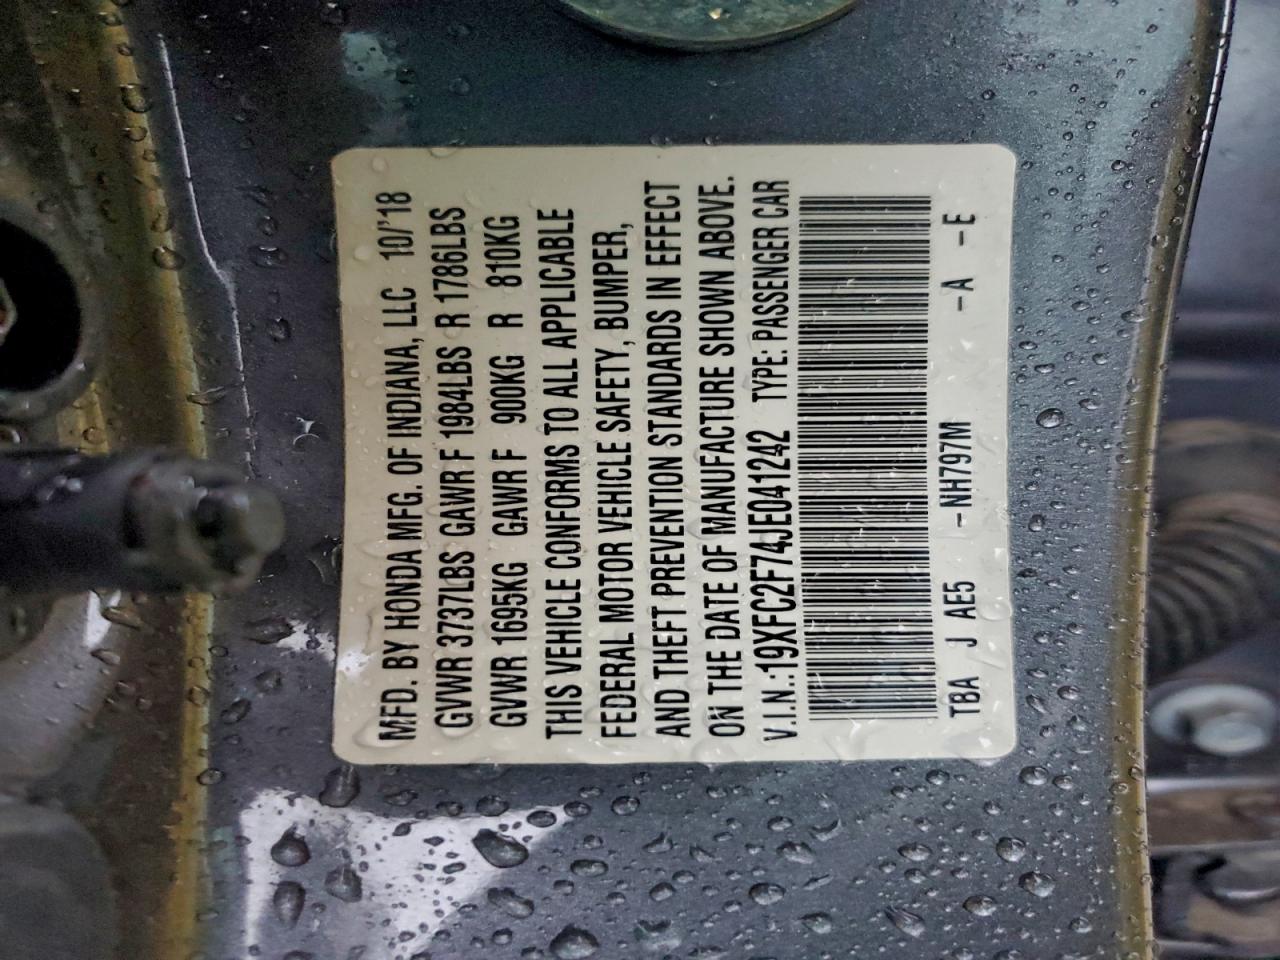 MFD. BY HONDA MFG. OF INDIANA, LLC 10/'18
GVWR 3737LBS GAWR F 1984LBS R 1786LBS
GVWR 1695KG GAWR F 900KG R 810KG
THIS VEHICLE CONFORMS TO ALL APPLICABLE
FEDERAL MOTOR VEHICLE SAFETY, BUMPER,
AND THEFT PREVENTION STANDARDS IN EFFECT
ON THE DATE OF MANUFACTURE SHOWN ABOVE.
V.I.N.:19XFC2F74JE041242 TYPE: PASSENGER CAR
TBA J AE5 -NH797M -A -E